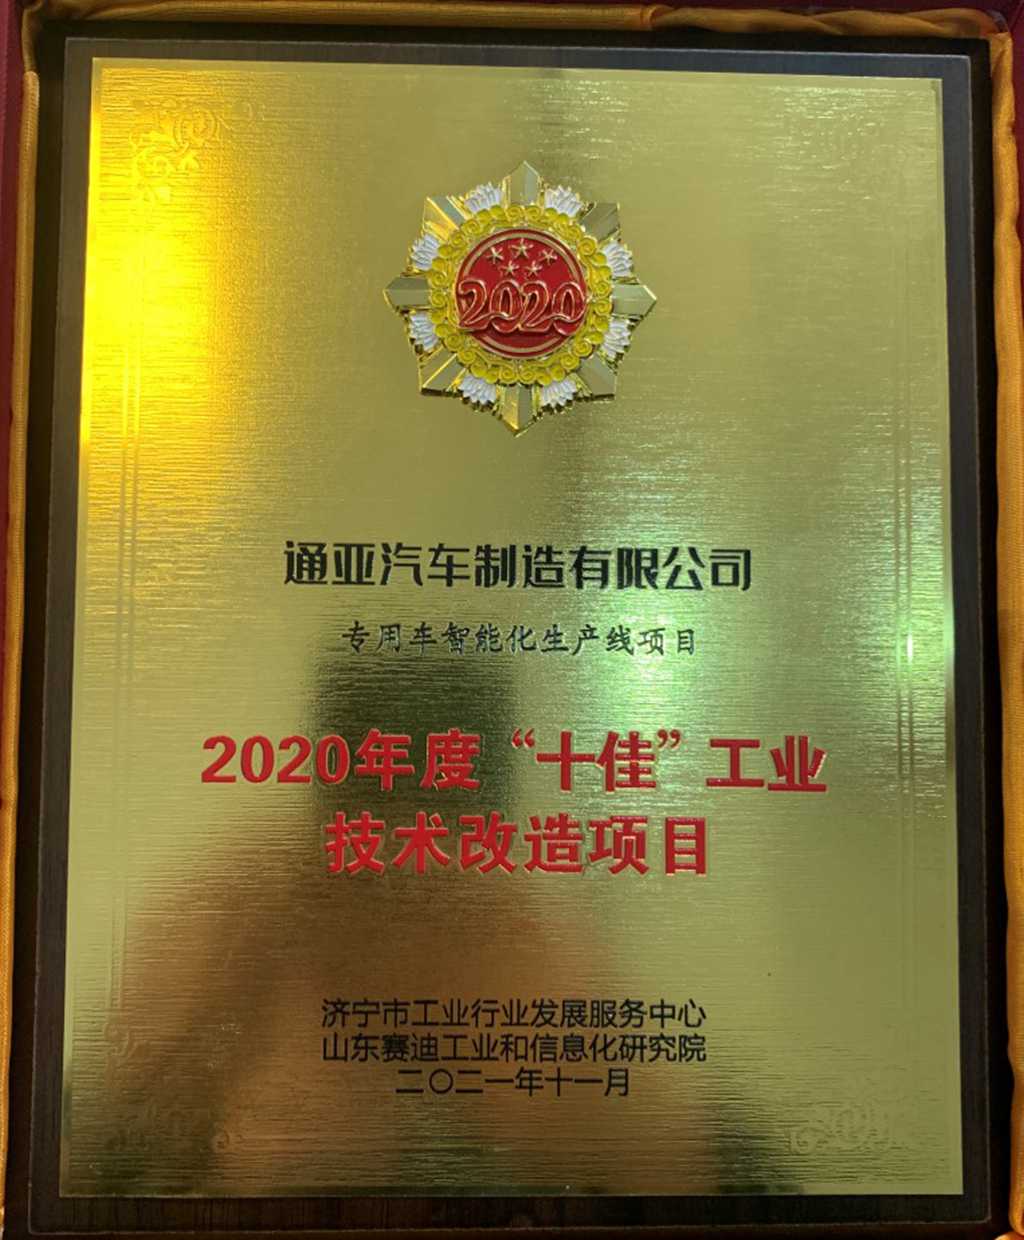 2020
通亚汽车制造有限公司
专用车智能化生产线项目
2020年度“十佳”工业
技术改造项目
济宁市工业行业发展服务中心
山东赛迪工业和信息化研究院
二〇二一年十一月